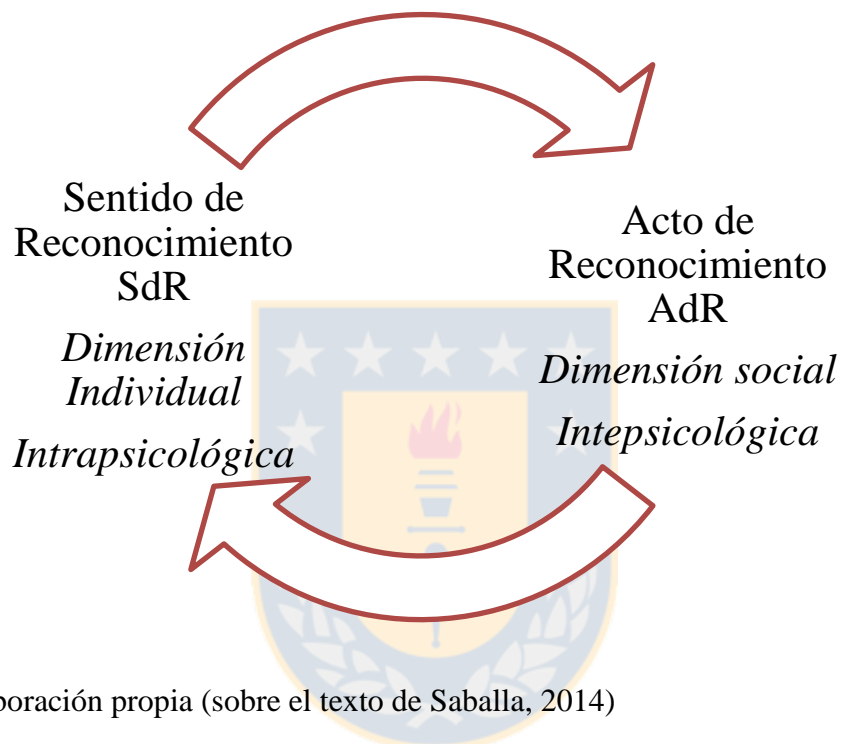 Sentido de
Reconocimiento
SdR
Dimensión
Individual
Intrapsicológica
Acto de
Reconocimiento
AdR
Dimensión social
Intepsicológica
boración propia (sobre el texto de Saballa, 2014)